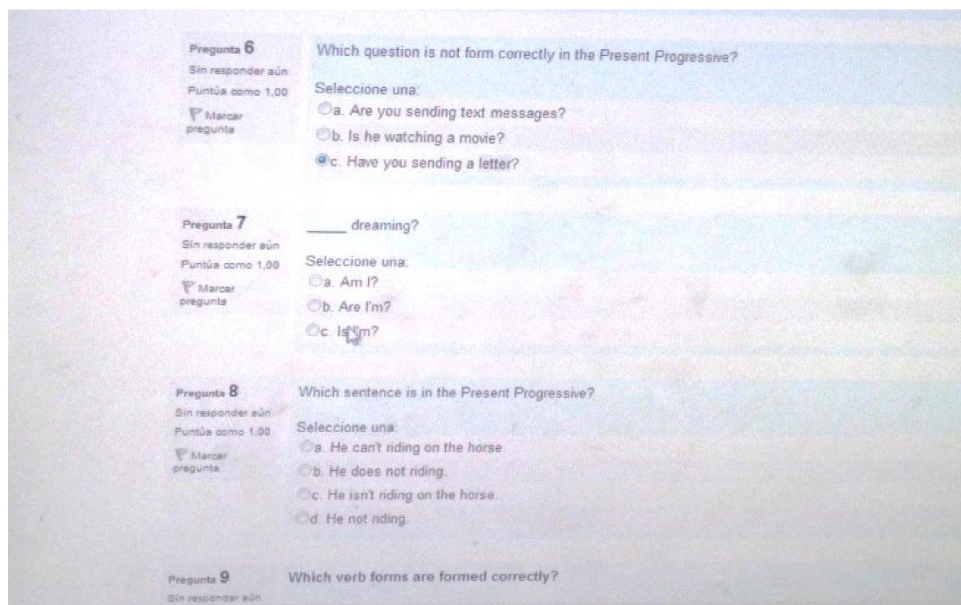 Pregunta 6
Sin responder aún
Puntúa como 1,00
Marcar
pregunta
Which question is not form correctly in the Present Progressive?
Seleccione una:
a. Are you sending text messages?
b. Is he watching a movie?
c. Have you sending a letter?
Pregunta 7
Sin responder aún
Puntúa como 1,00
Marcar
pregunta
_____ dreaming?
Seleccione una:
a. Am I?
b. Are I'm?
c. Is I'm?
Pregunta 8
Sin responder aún
Puntúa como 1,00
Marcar
pregunta
Which sentence is in the Present Progressive?
Seleccione una:
a. He can't riding on the horse.
b. He does not riding.
c. He isn't riding on the horse.
d. He not riding.
Pregunta 9
Sin responder aún
Which verb forms are formed correctly?